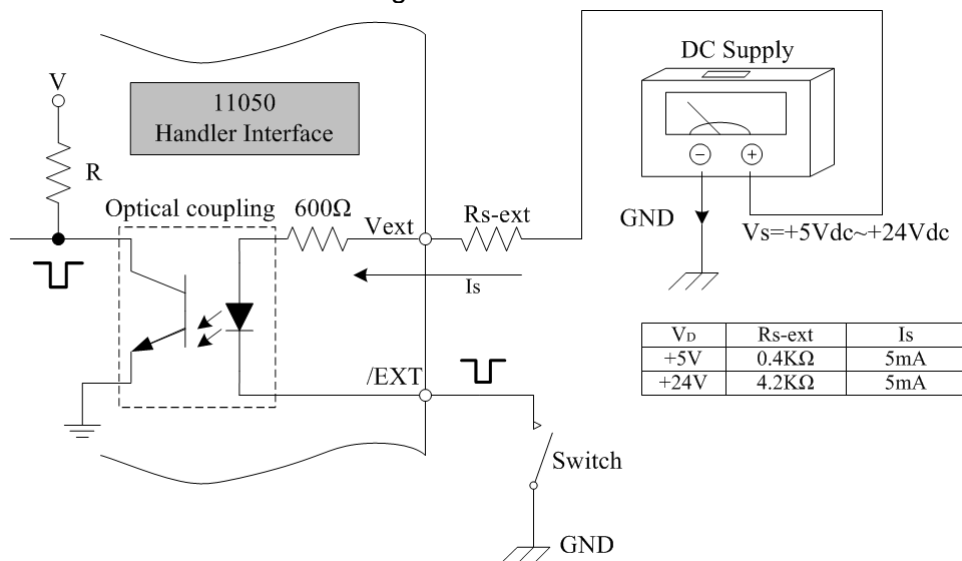 DC Supply
V
11050
Handler Interface
R
Optical coupling
600Ω
Vext
Rs-ext
GND
Vs=+5Vdc~+24Vdc
Is
/EXT
VD Rs-ext Is
+5V 0.4KΩ 5mA
+24V 4.2KΩ 5mA
Switch
GND